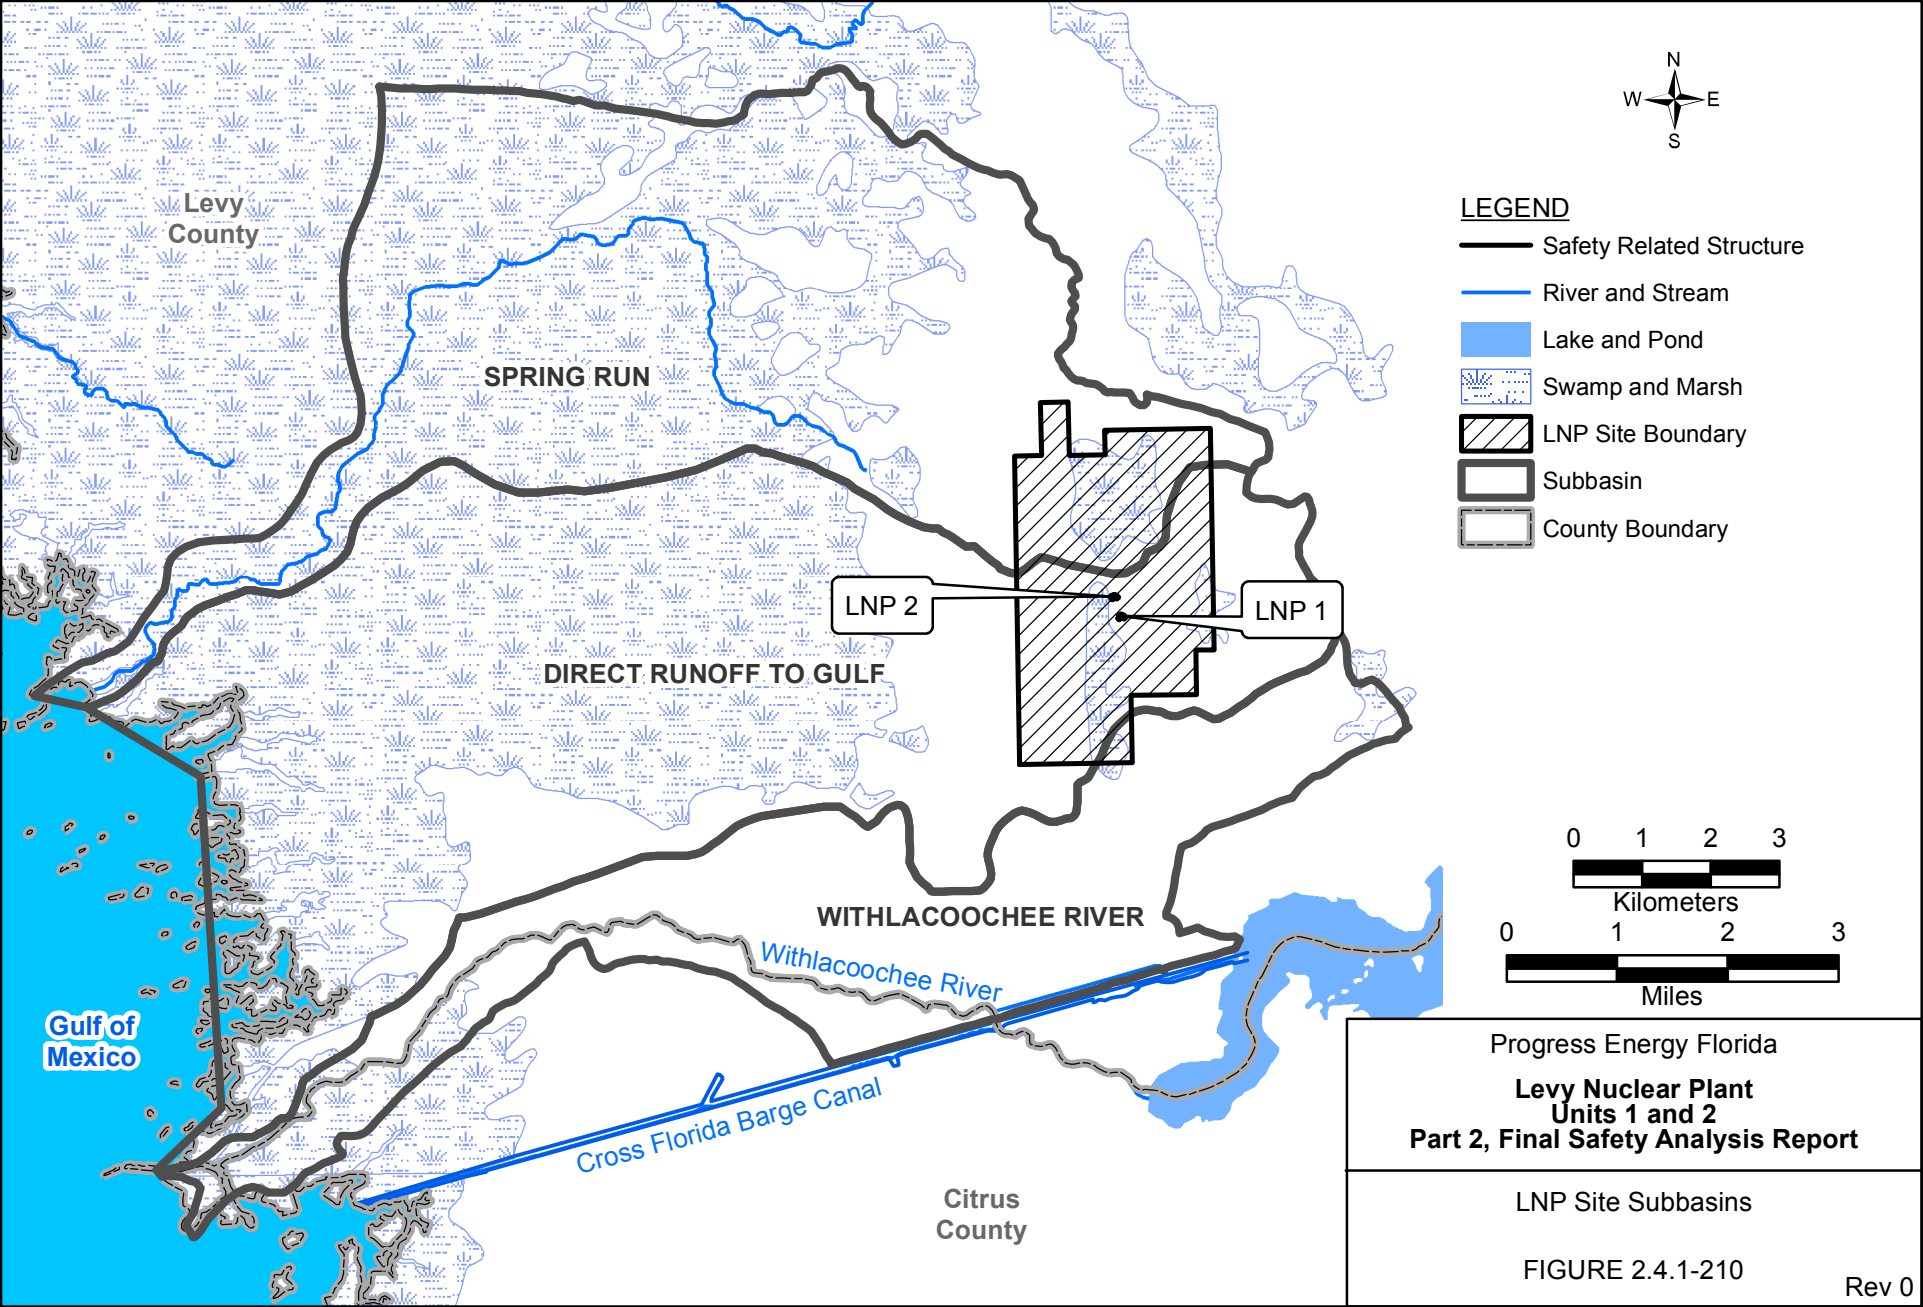 N
W E
S
LEGEND
Safety Related Structure
River and Stream
Lake and Pond
Swamp and Marsh
LNP Site Boundary
Subbasin
County Boundary
Levy
County
SPRING RUN
LNP 2
LNP 1
DIRECT RUNOFF TO GULF
WITHLACOOCHEE RIVER
Withlacoochee River
Gulf of
Mexico
Cross Florida Barge Canal
Citrus
County
0 1 2 3
Kilometers
0 1 2 3
Miles
Progress Energy Florida
Levy Nuclear Plant
Units 1 and 2
Part 2, Final Safety Analysis Report
LNP Site Subbasins
FIGURE 2.4.1-210
Rev 0